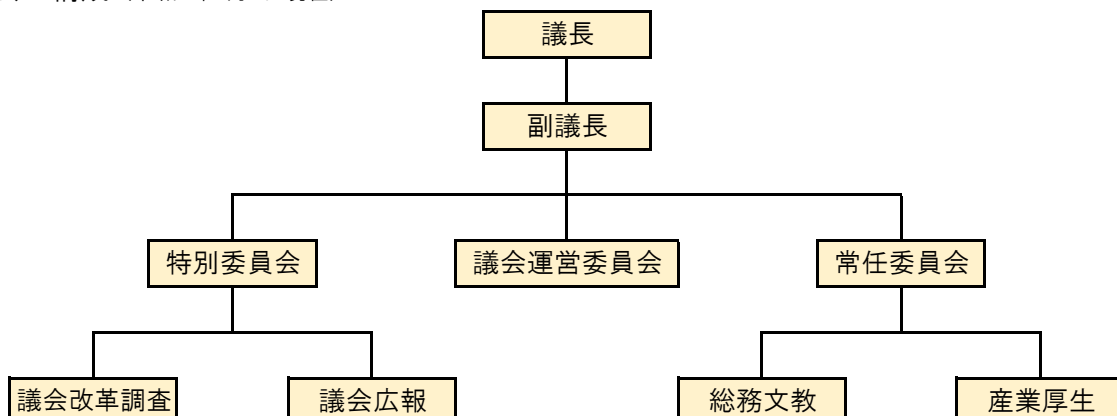 議長
副議長
特別委員会
議会運営委員会
常任委員会
議会改革調査
議会広報
総務文教
産業厚生